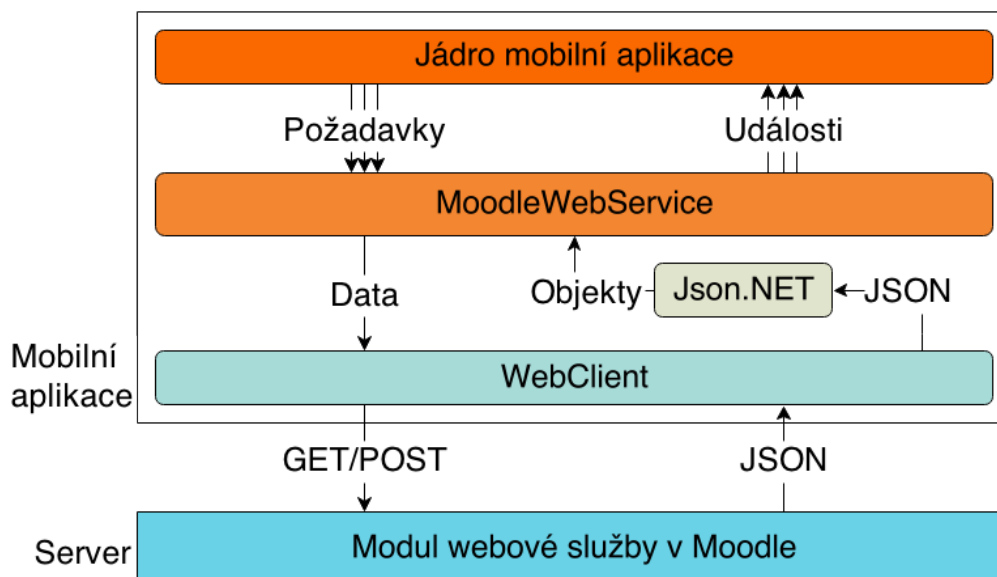 Jádro mobilní aplikace
Požadavky
Události
MoodleWebService
Data
Objekty
Json.NET
JSON
Mobilní
aplikace
WebClient
GET/POST
JSON
Server
Modul webové služby v Moodle